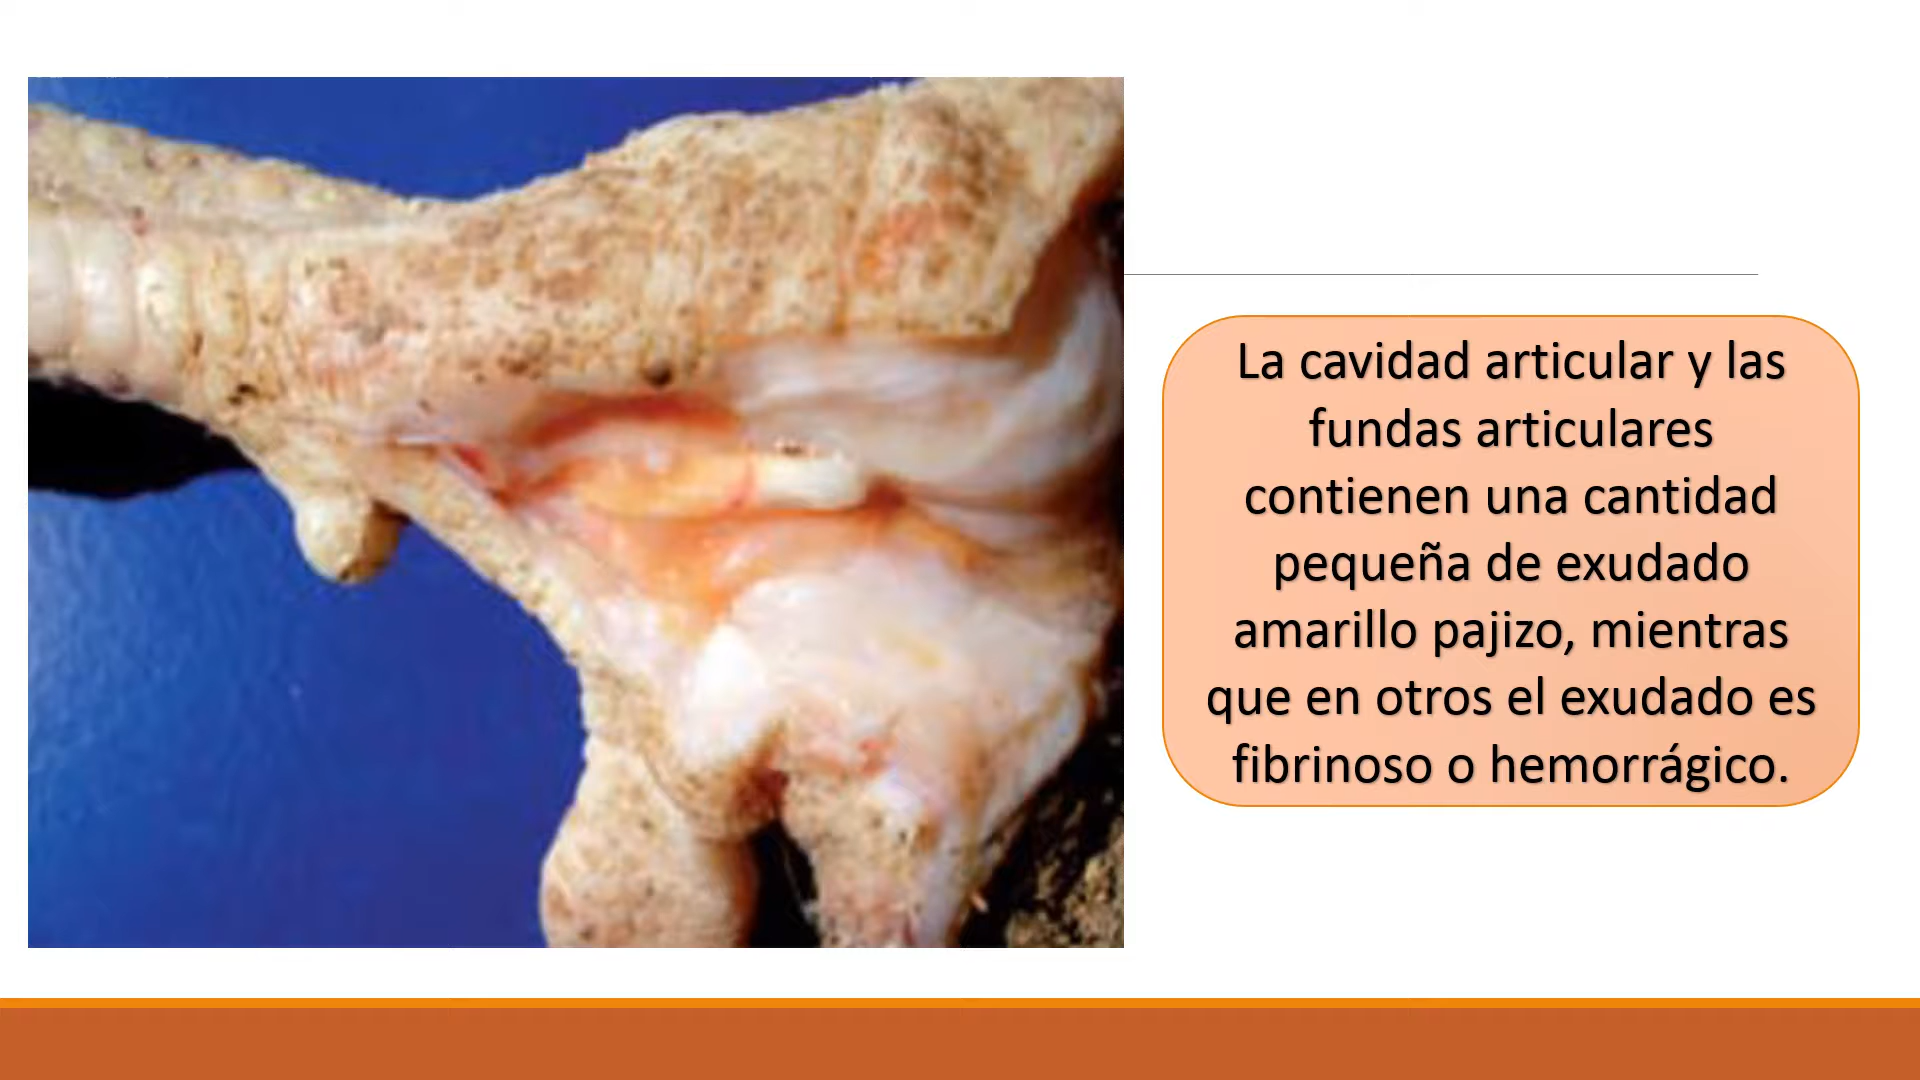 La cavidad articular y las
fundas articulares
contienen una cantidad
pequeña de exudado
amarillo pajizo, mientras
que en otros el exudado es
fibrinoso o hemorrágico.